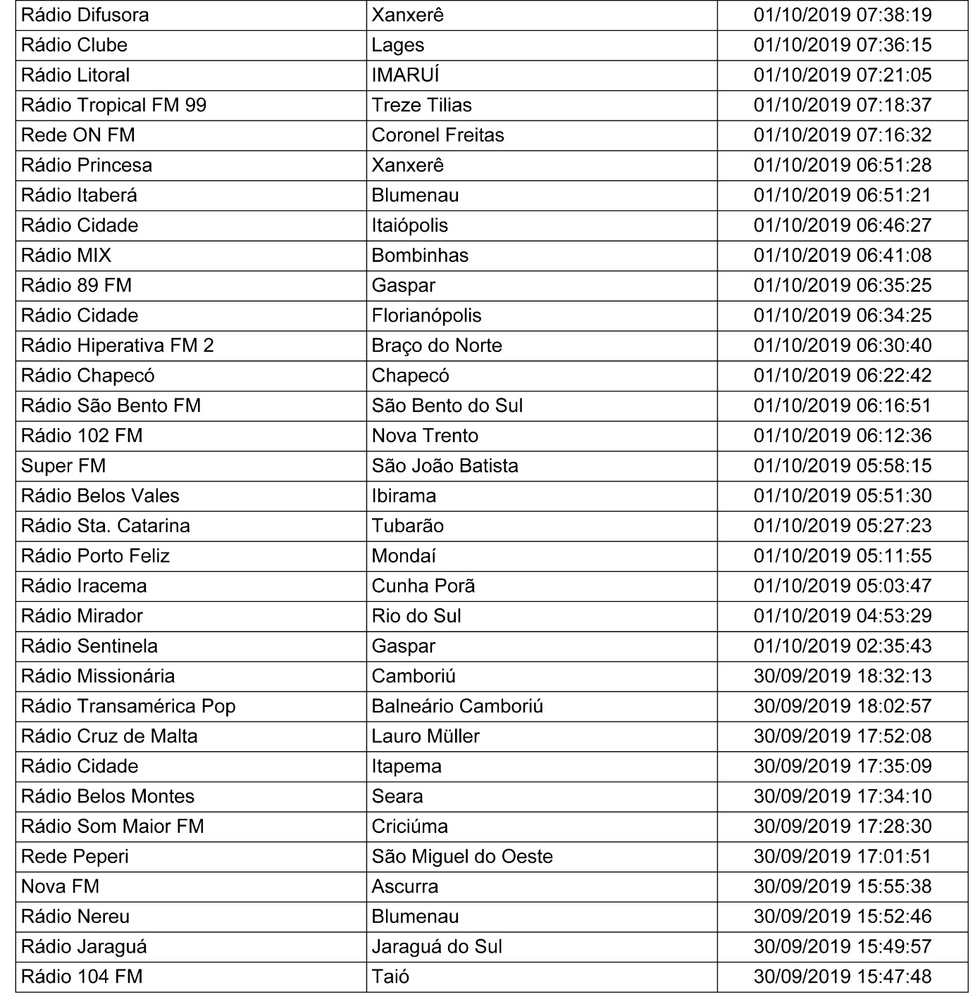 Rádio Difusora Xanxerê 01/10/2019 07:38:19
Rádio Clube Lages 01/10/2019 07:36:15
Rádio Litoral IMARUÍ 01/10/2019 07:21:05
Rádio Tropical FM 99 Treze Tilias 01/10/2019 07:18:37
Rede ON FM Coronel Freitas 01/10/2019 07:16:32
Rádio Princesa Xanxerê 01/10/2019 06:51:28
Rádio Itaberá Blumenau 01/10/2019 06:51:21
Rádio Cidade Itaiópolis 01/10/2019 06:46:27
Rádio MIX Bombinhas 01/10/2019 06:41:08
Rádio 89 FM Gaspar 01/10/2019 06:35:25
Rádio Cidade Florianópolis 01/10/2019 06:34:25
Rádio Hiperativa FM 2 Braço do Norte 01/10/2019 06:30:40
Rádio Chapecó Chapecó 01/10/2019 06:22:42
Rádio São Bento FM São Bento do Sul 01/10/2019 06:16:51
Rádio 102 FM Nova Trento 01/10/2019 06:12:36
Super FM São João Batista 01/10/2019 05:58:15
Rádio Belos Vales Ibirama 01/10/2019 05:51:30
Rádio Sta. Catarina Tubarão 01/10/2019 05:27:23
Rádio Porto Feliz Mondaí 01/10/2019 05:11:55
Rádio Iracema Cunha Porã 01/10/2019 05:03:47
Rádio Mirador Rio do Sul 01/10/2019 04:53:29
Rádio Sentinela Gaspar 01/10/2019 02:35:43
Rádio Missionária Camboriú 30/09/2019 18:32:13
Rádio Transamérica Pop Balneário Camboriú 30/09/2019 18:02:57
Rádio Cruz de Malta Lauro Müller 30/09/2019 17:52:08
Rádio Cidade Itapema 30/09/2019 17:35:09
Rádio Belos Montes Seara 30/09/2019 17:34:10
Rádio Som Maior FM Criciúma 30/09/2019 17:28:30
Rede Peperi São Miguel do Oeste 30/09/2019 17:01:51
Nova FM Ascurra 30/09/2019 15:55:38
Rádio Nereu Blumenau 30/09/2019 15:52:46
Rádio Jaraguá Jaraguá do Sul 30/09/2019 15:49:57
Rádio 104 FM Taió 30/09/2019 15:47:48